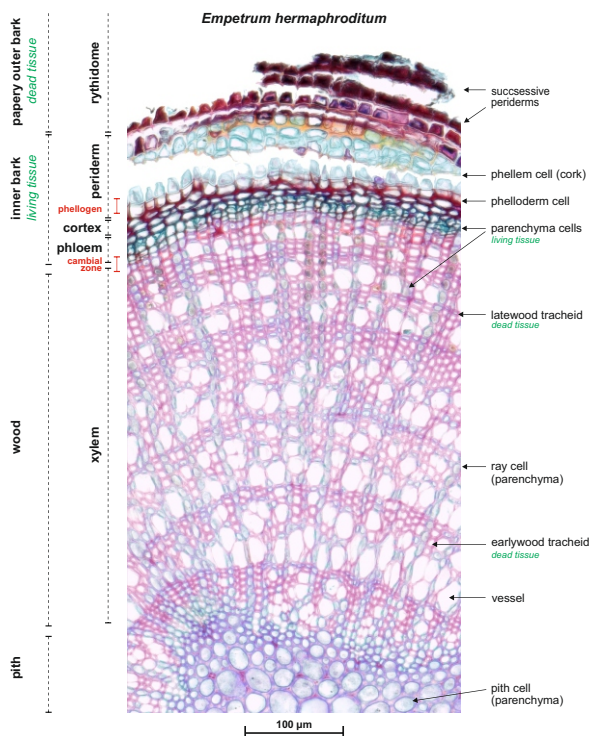 Empetrum hermaphroditum
papery outer bark
dead tissue
rythidome
succsessive
periderms
inner bark
living tissue
periderm
phellem cell (cork)
phellogen
phelloderm cell
cortex
parenchyma cells
living tissue
phloem
cambial
zone
latewood tracheid
dead tissue
wood
xylem
ray cell
(parenchyma)
earlywood tracheid
dead tissue
vessel
pith
pith cell
(parenchyma)
100 µm